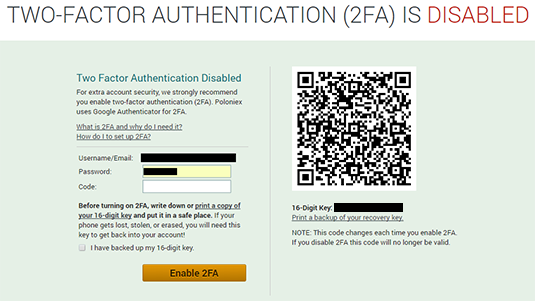 TWO-FACTOR AUTHENTICATION (2FA) IS DISABLED
Two Factor Authentication Disabled
For extra account security, we strongly recommend
you enable two-factor authentication (2FA). Poloniex
uses Google Authenticator for 2FA.
What is 2FA and why do I need it?
How do I to set up 2FA?
Username/Email:
Password:
Code:
Before turning on 2FA, write down or print a copy of
your 16-digit key and put it in a safe place. If your
phone gets lost, stolen, or erased, you will need this
key to get back into your account!
I have backed up my 16-digit key.
Enable 2FA
16-Digit Key:
Print a backup of your recovery key.
NOTE: This code changes each time you enable 2FA.
If you disable 2FA this code will no longer be valid.